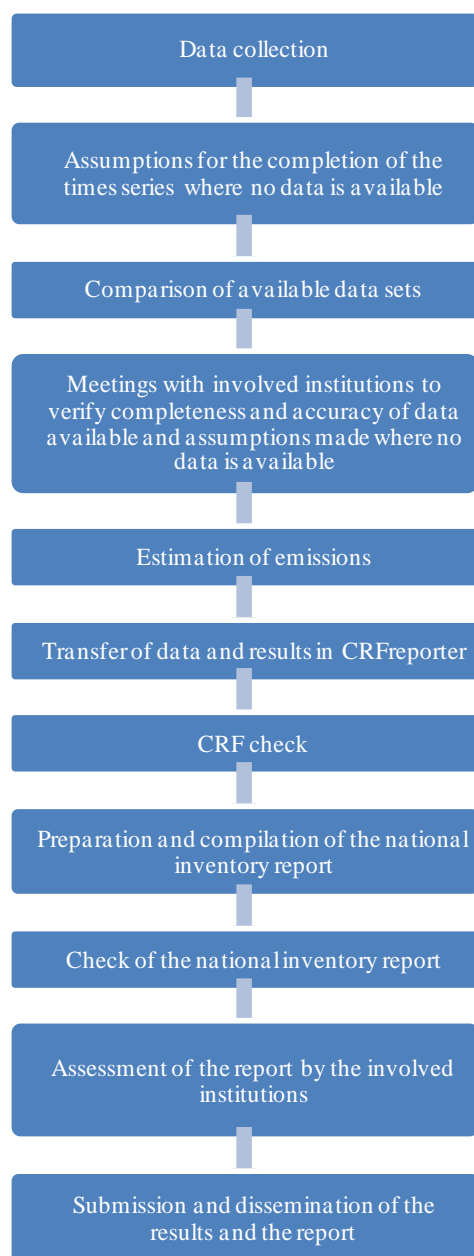 Data collection
Assumptions for the completion of the
times series where no data is available
Comparison of available data sets
Meetings with involved institutions to
verify completeness and accuracy of data
available and assumptions made where no
data is available
Estimation of emissions
Transfer of data and results in CRFreporter
CRF check
Preparation and compilation of the national
inventory report
Check of the national inventory report
Assessment of the report by the involved
institutions
Submission and dissemination of the
results and the report